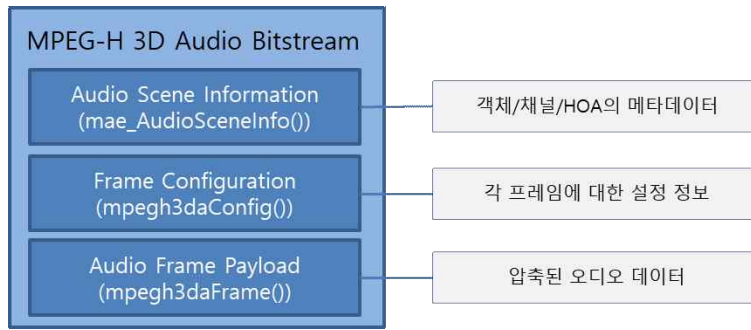 MPEG-H 3D Audio Bitstream
Audio Scene Information
(mae_AudioSceneInfo())
객체/채널/HOA의 메타데이터
Frame Configuration
(mpegh3daConfig())
각 프레임에 대한 설정 정보
Audio Frame Payload
(mpegh3daFrame())
압축된 오디오 데이터